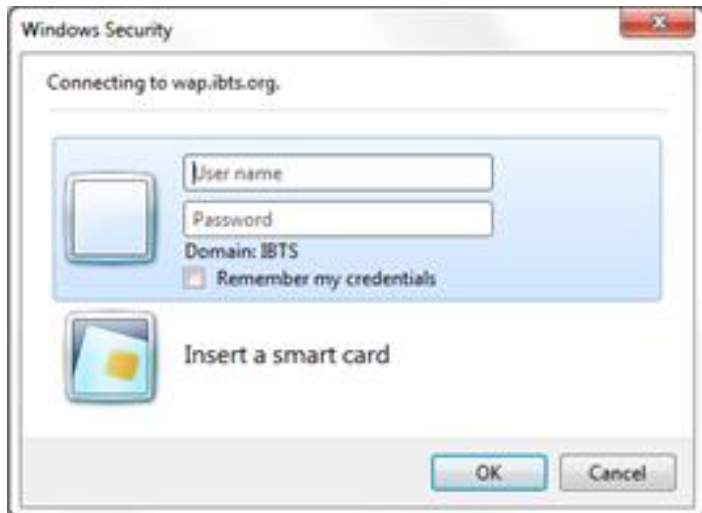 Windows Security
Connecting to wap.ibts.org.
User name
Password
Domain: IBTS
Remember my credentials
Insert a smart card
OK
Cancel